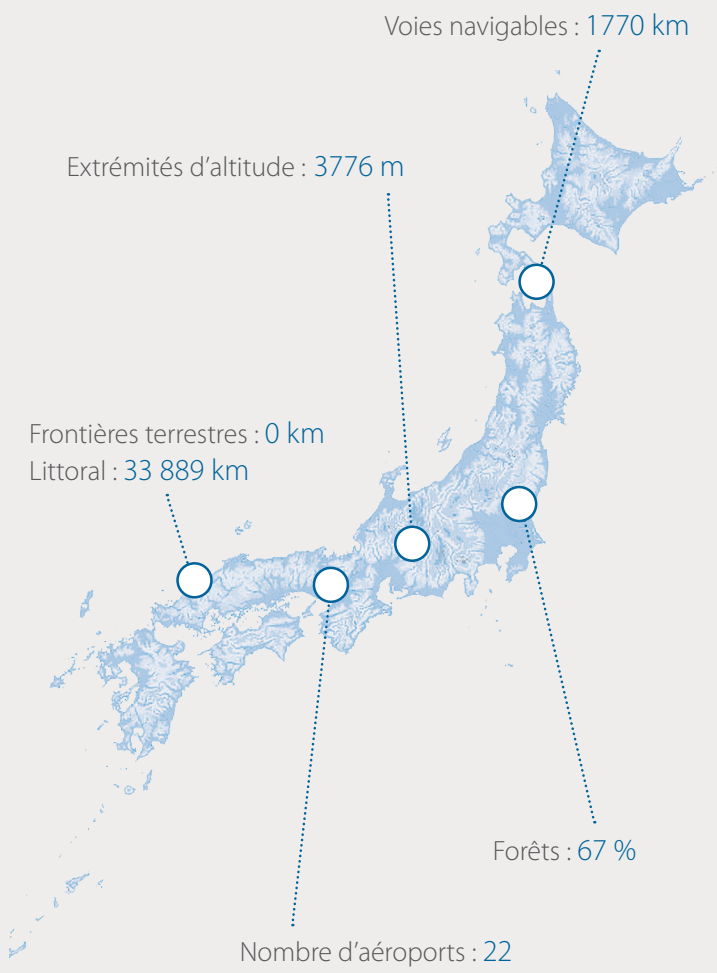 Voies navigables : 1770 km
Extrémités d'altitude : 3776 m
Frontières terrestres : 0 km
Littoral : 33 889 km
Forêts : 67 %
Nombre d'aéroports : 22